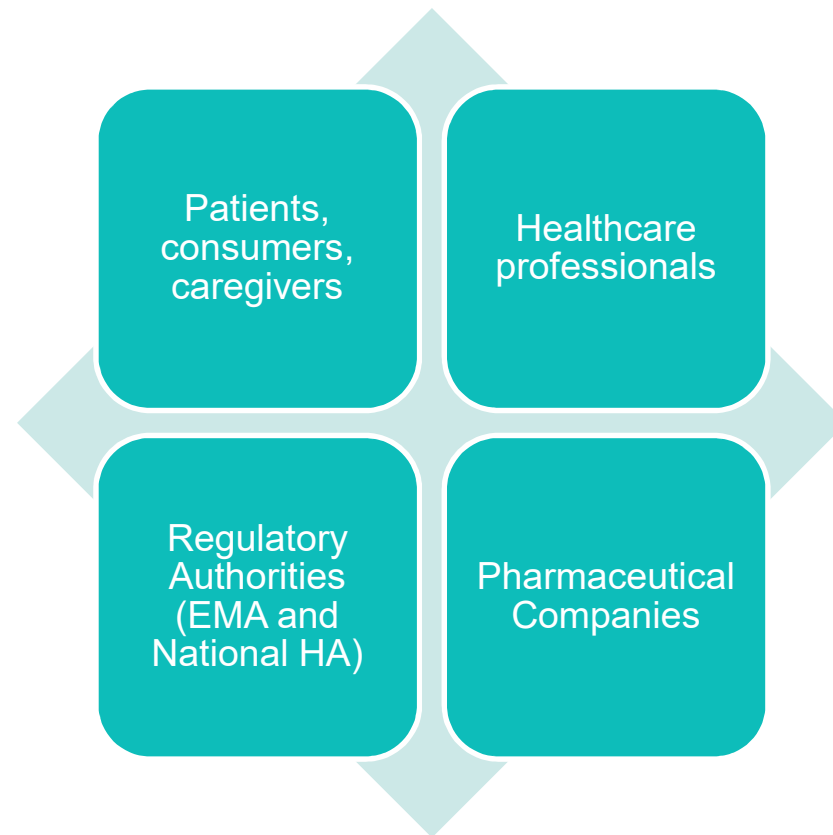 Patients,
consumers,
caregivers
Healthcare
professionals
Regulatory
Authorities
(EMA and
National HA)
Pharmaceutical
Companies